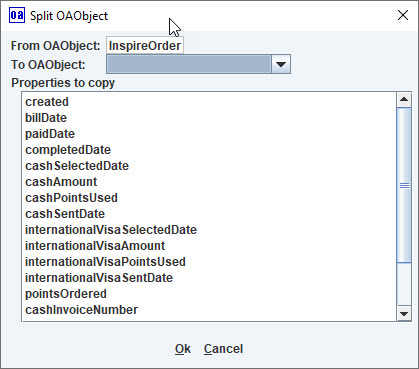 oa Split OAObject
From OAObject: InspireOrder
To OAObject:
Properties to copy
created
billDate
paidDate
completedDate
cashSelectedDate
cashAmount
cashPointsUsed
cashSentDate
internationalVisaSelectedDate
internationalVisaAmount
internationalVisaPointsUsed
internationalVisaSentDate
pointsOrdered
cashInvoiceNumber
Ok Cancel